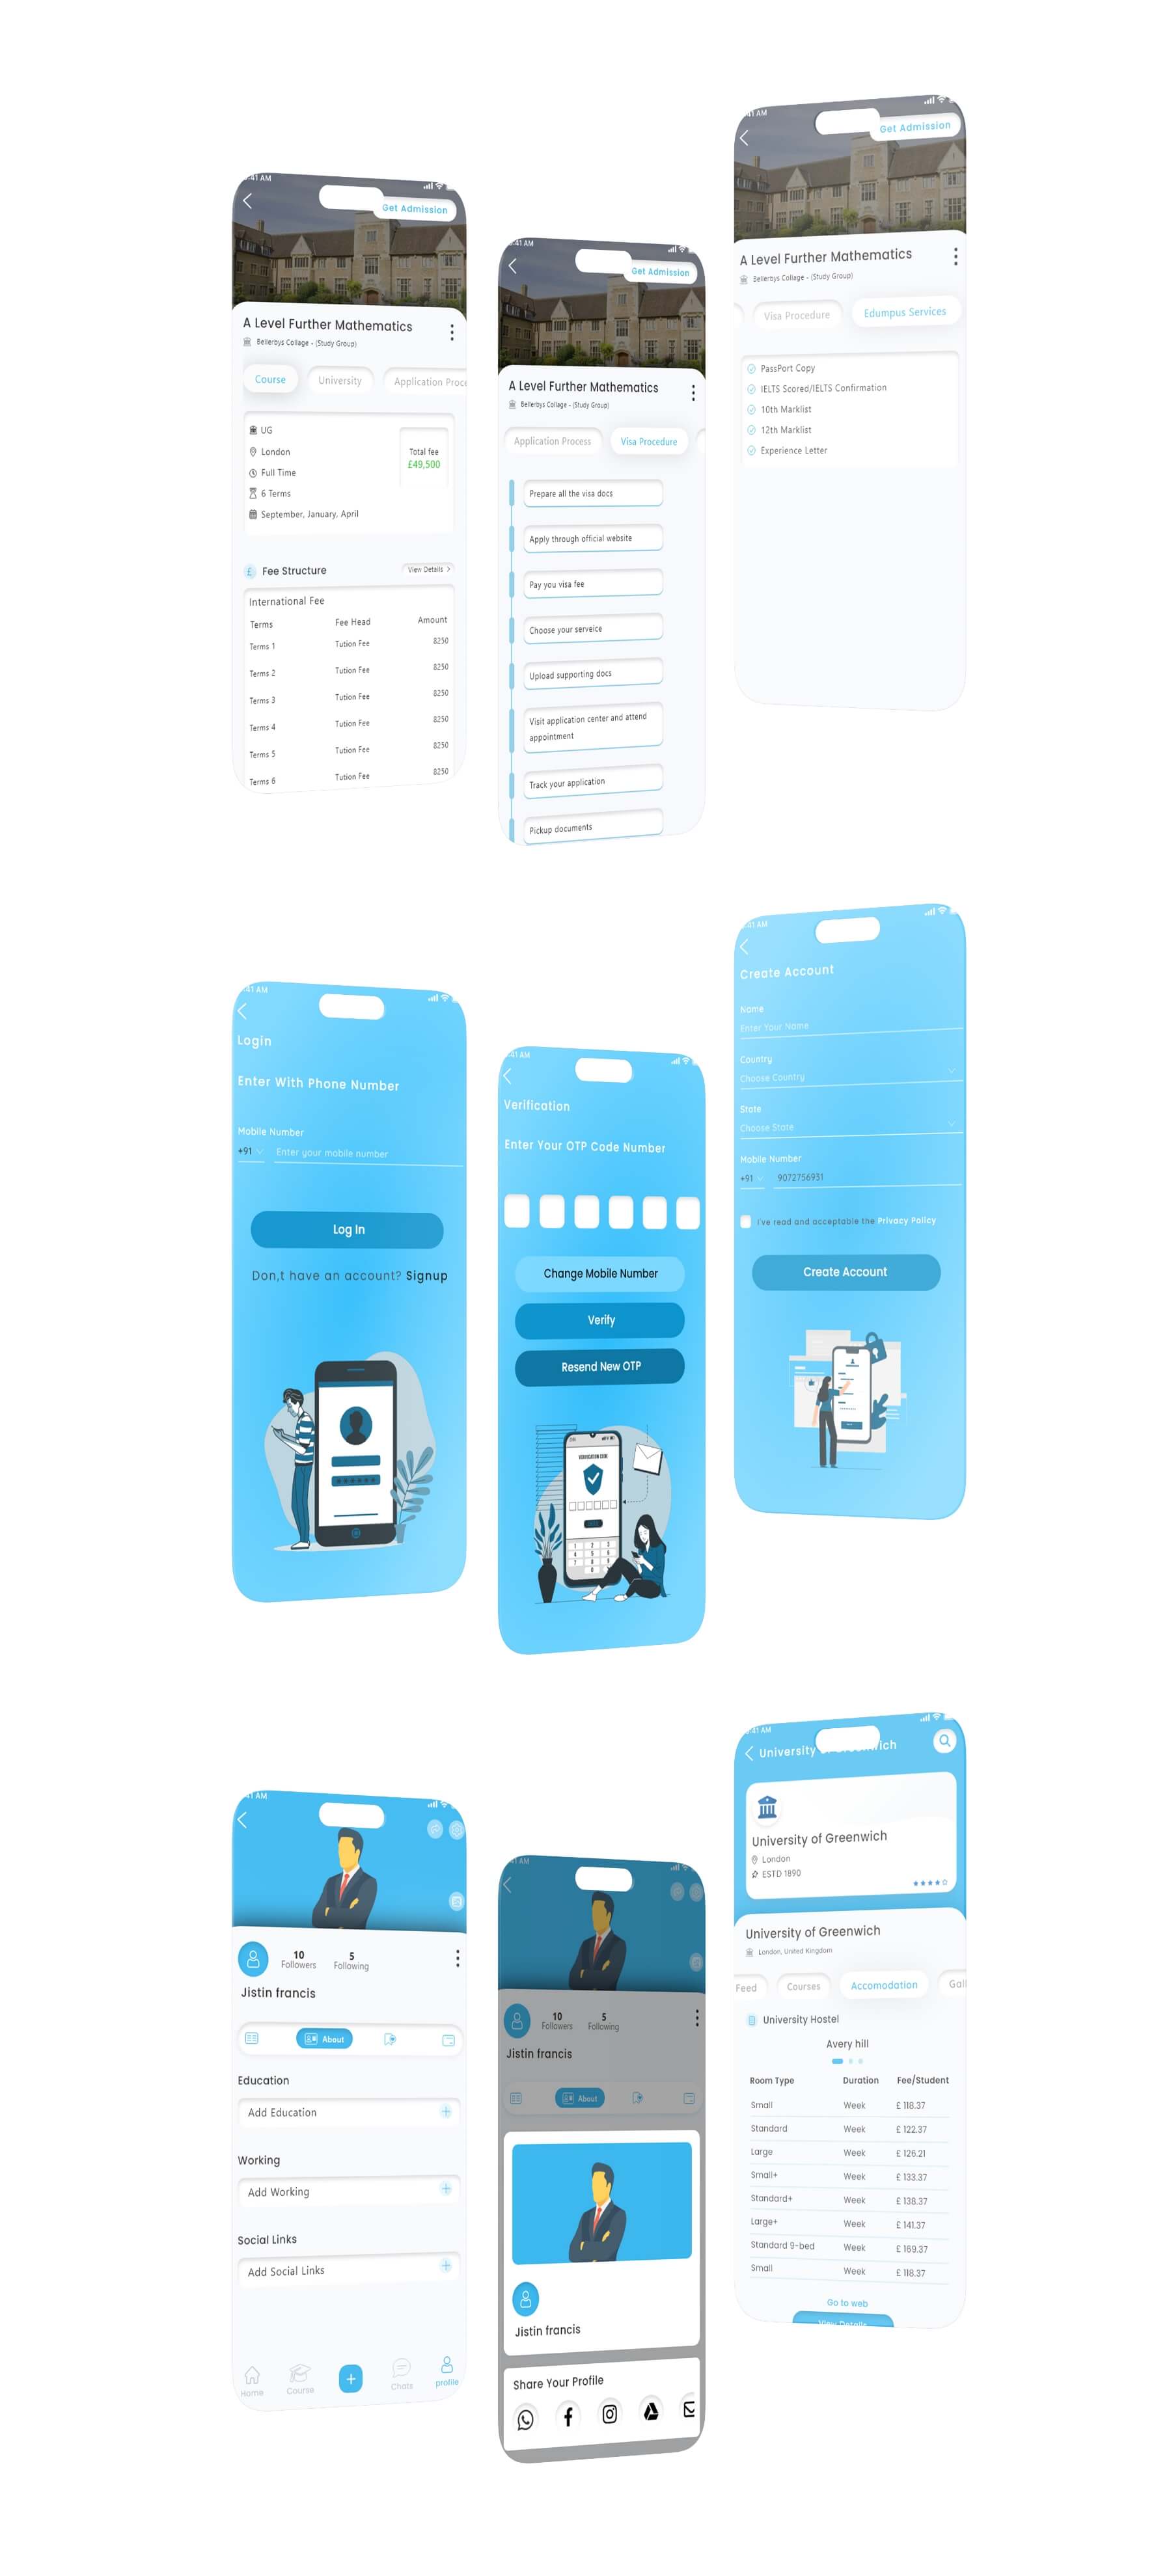 9:41 AM
Get Admission
A Level Further Mathematics
Bellerbys Collage - (Study Group)
Course
University
Application Proce
UG
London
Full Time
6 Terms
September, January, April
Total fee
£49,500
Fee Structure
View Details >
International Fee
Terms Fee Head Amount
Terms 1 Tution Fee 8250
Terms 2 Tution Fee 8250
Terms 3 Tution Fee 8250
Terms 4 Tution Fee 8250
Terms 5 Tution Fee 8250
Terms 6 Tution Fee 8250
9:41 AM
Get Admission
A Level Further Mathematics
Bellerbys Collage - (Study Group)
Application Process
Visa Procedure
Prepare all the visa docs
Apply through official website
Pay you visa fee
Choose your serveice
Upload supporting docs
Visit application center and attend
appointment
Track your application
Pickup documents
41 AM
Get Admission
A Level Further Mathematics
Bellerbys Collage - (Study Group)
Visa Procedure
Edumpus Services
PassPort Copy
IELTS Scored/IELTS Confirmation
10th Marklist
12th Marklist
Experience Letter
41 AM
Login
Enter With Phone Number
Mobile Number
+91 Enter your mobile number
Log In
Don,t have an account? Signup
41 AM
Verification
Enter Your OTP Code Number
Change Mobile Number
Verify
Resend New OTP
VERIFICATION CODE
41 AM
Create Account
Name
Enter Your Name
Country
Choose Country
State
Choose State
Mobile Number
+91 9072756931
I've read and acceptable the Privacy Policy
Create Account
41 AM
10
Followers
5
Following
Jistin francis
About
Education
Add Education
Working
Add Working
Social Links
Add Social Links
Home
Course
Chats
profile
41 AM
10
Followers
5
Following
Jistin francis
About
Jistin francis
Share Your Profile
41 AM
University of Greenwich
University of Greenwich
London
ESTD 1890
University of Greenwich
London, United Kingdom
Feed
Courses
Accomodation
Gall
University Hostel
Avery hill
Room Type Duration Fee/Student
Small Week £ 118.37
Standard Week £ 122.37
Large Week £ 126.21
Small+ Week £ 133.37
Standard+ Week £ 138.37
Large+ Week £ 141.37
Standard 9-bed Week £ 169.37
Small Week £ 118.37
Go to web
View Details